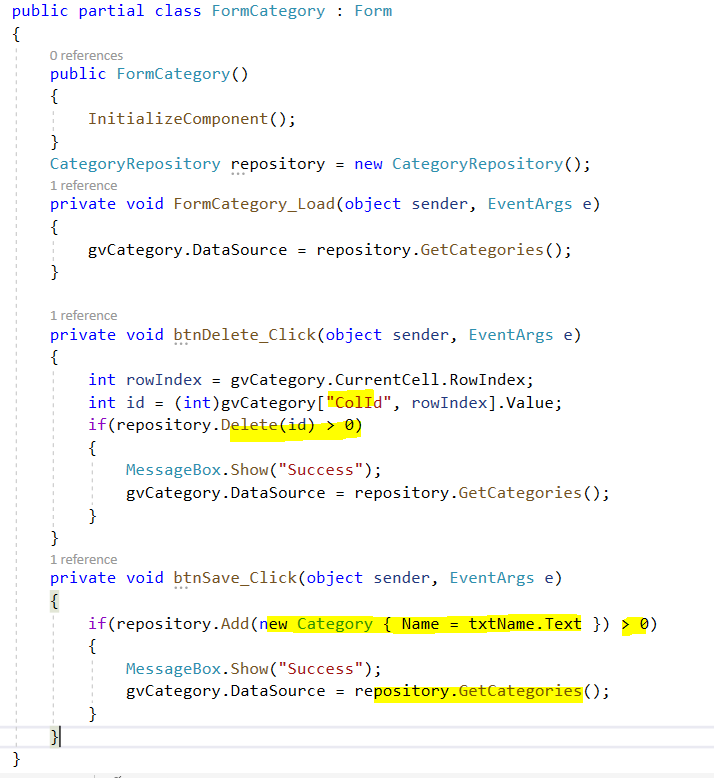 public partial class FormCategory : Form
{
0 references
public FormCategory()
{
InitializeComponent();
}
CategoryRepository repository = new CategoryRepository();
1 reference
private void FormCategory_Load(object sender, EventArgs e)
{
gvCategory.DataSource = repository.GetCategories();
}
1 reference
private void btnDelete_Click(object sender, EventArgs e)
{
int rowIndex = gvCategory.CurrentCell.RowIndex;
int id = (int)gvCategory["ColId", rowIndex].Value;
if(repository.Delete(id) > 0)
{
MessageBox.Show("Success");
gvCategory.DataSource = repository.GetCategories();
}
}
1 reference
private void btnSave_Click(object sender, EventArgs e)
{
if(repository.Add(new Category { Name = txtName.Text }) > 0)
{
MessageBox.Show("Success");
gvCategory.DataSource = repository.GetCategories();
}
}
}